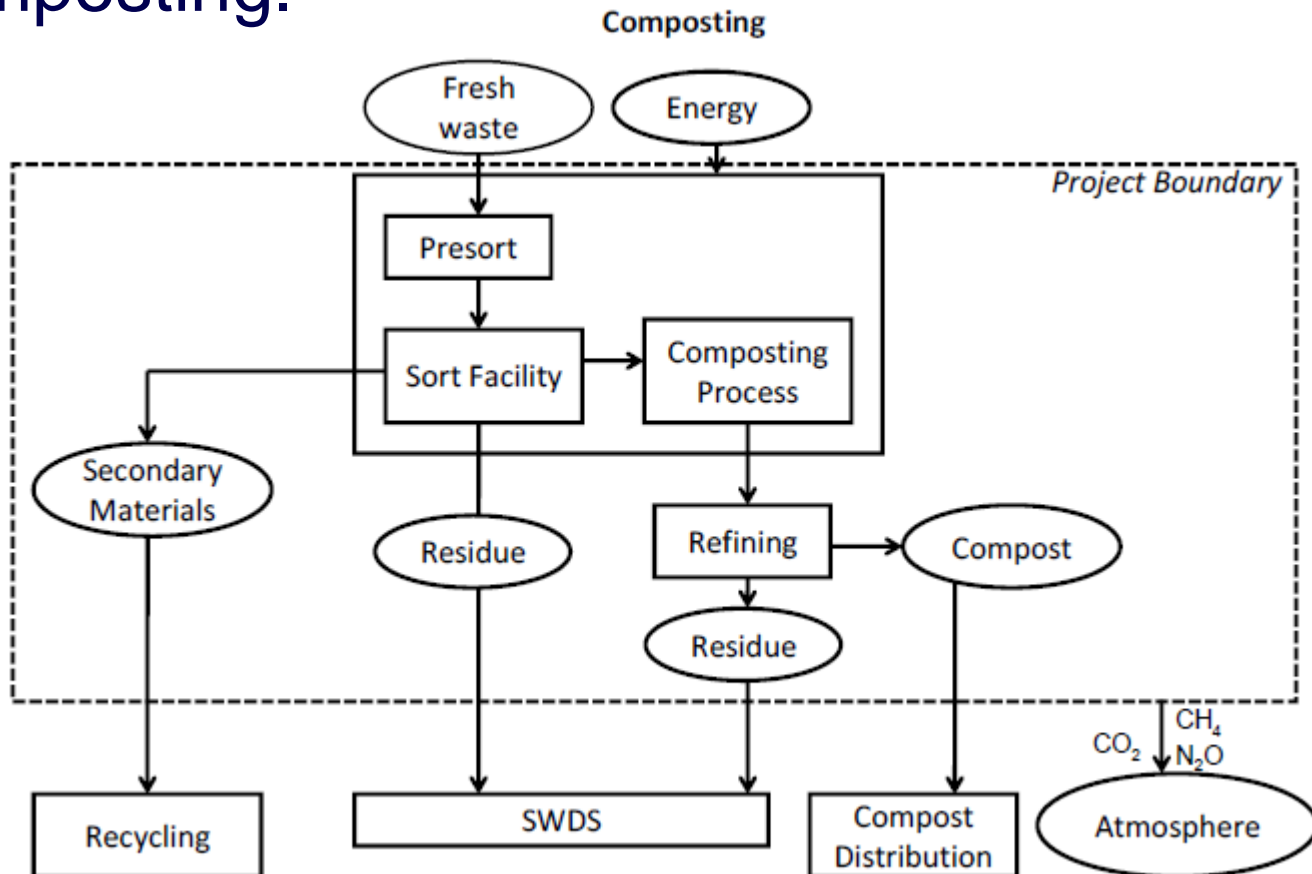 mposting.
Composting
Fresh
waste
Energy
Project Boundary
Presort
Sort Facility
Composting
Process
Secondary
Materials
Residue
Refining
Compost
Residue
CO₂
CH₄
N₂O
Recycling
SWDS
Compost
Distribution
Atmosphere